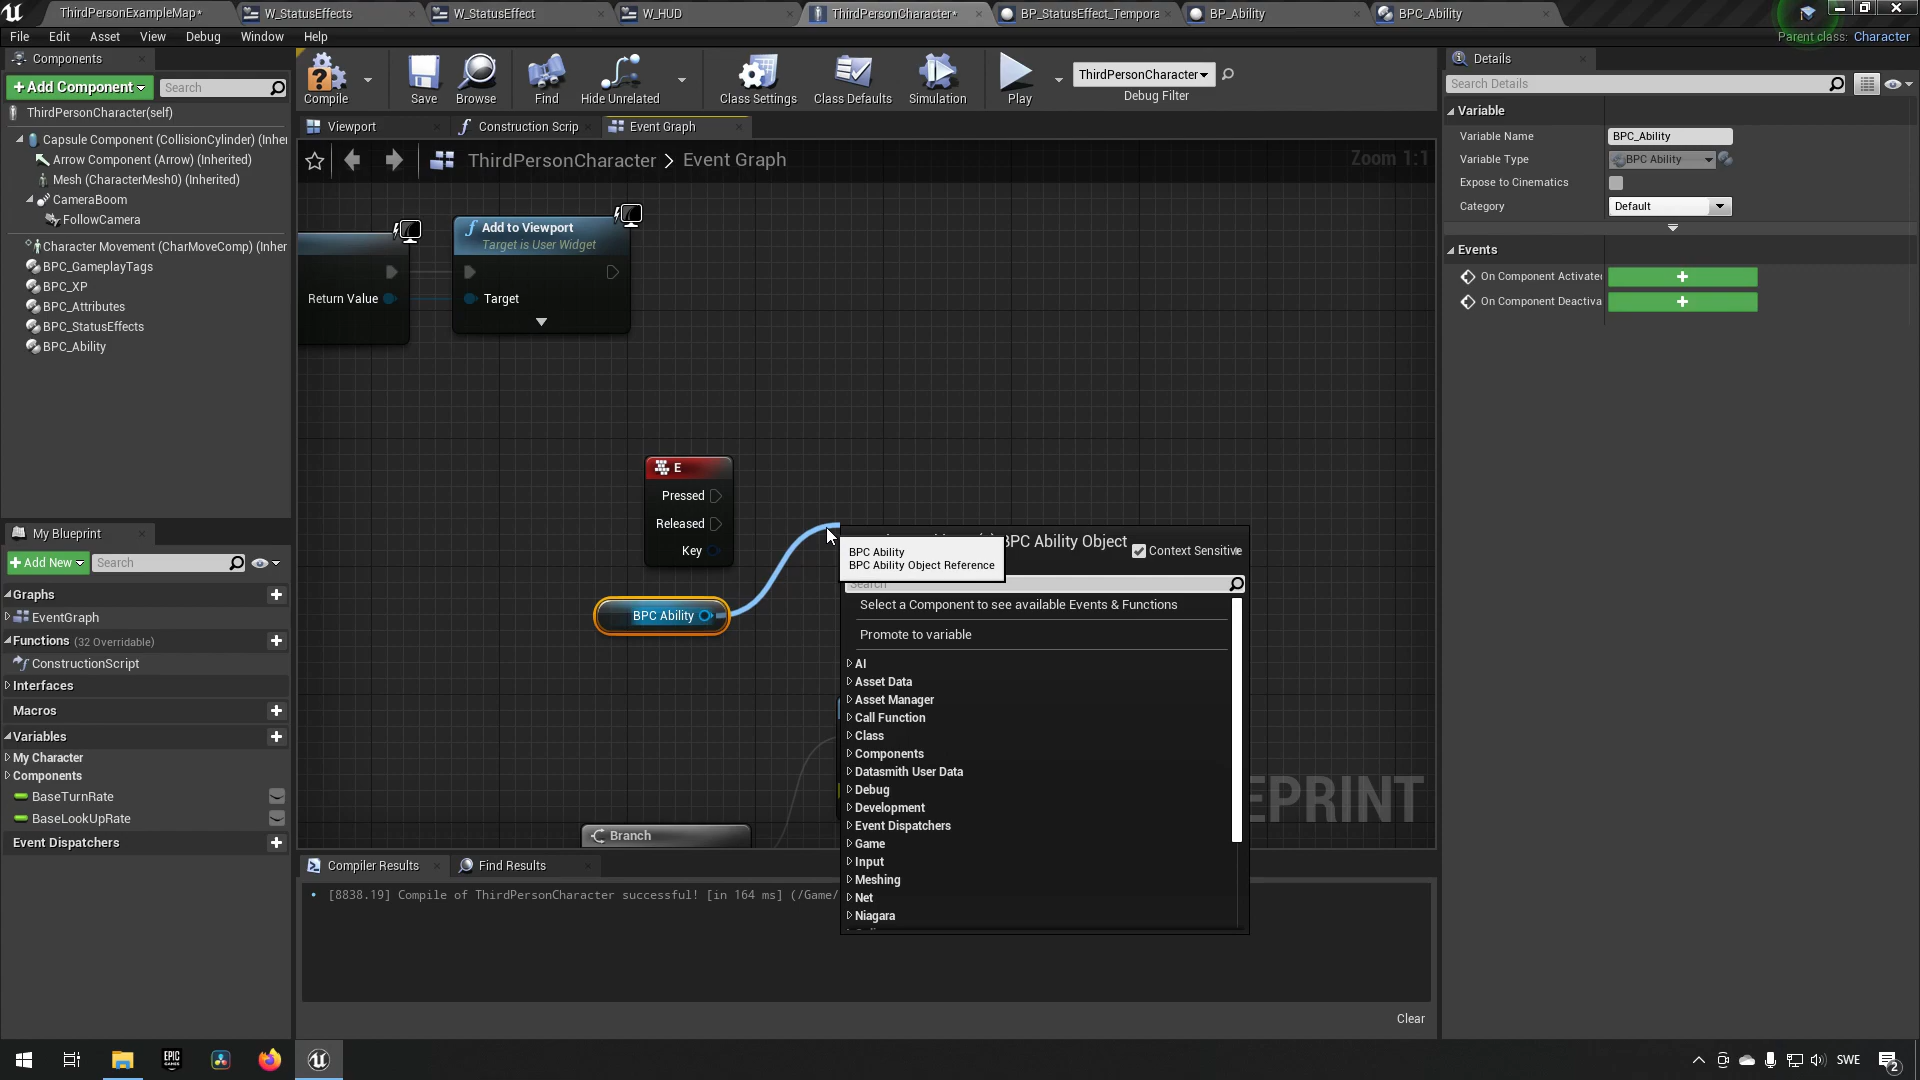 ThirdPersonExampleMap*
W_StatusEffects
W_StatusEffect
W_HUD
ThirdPersonCharacter*
BP_StatusEffect_Tempora
BP_Ability
BPC_Ability
File Edit Asset View Debug Window Help
Parent class: Character
Components
+Add Component
Search
ThirdPersonCharacter(self)
Capsule Component (CollisionCylinder) (Inher
Arrow Component (Arrow) (Inherited)
Mesh (CharacterMesh0) (Inherited)
CameraBoom
FollowCamera
Character Movement (CharMoveComp) (Inher
BPC_GameplayTags
BPC_XP
BPC_Attributes
BPC_StatusEffects
BPC_Ability
My Blueprint
+Add New
Search
Graphs
EventGraph
Functions (32 Overridable)
ConstructionScript
Interfaces
Macros
Variables
My Character
Components
BaseTurnRate
BaseLookUpRate
Event Dispatchers
Compile
Save
Browse
Find
Hide Unrelated
Class Settings
Class Defaults
Simulation
Play
ThirdPersonCharacter
Debug Filter
Viewport
Construction Scrip
Event Graph
ThirdPersonCharacter > Event Graph
Zoom 1:1
Add to Viewport
Target is User Widget
Return Value
Target
E
Pressed
Released
Key
BPC Ability
Branch
BPC Ability Object
Context Sensitive
BPC Ability
BPC Ability Object Reference
Search
Select a Component to see available Events & Functions
Promote to variable
AI
Asset Data
Asset Manager
Call Function
Class
Components
Datasmith User Data
Debug
Development
Event Dispatchers
Game
Input
Meshing
Net
Niagara
EPRINT
Compiler Results
Find Results
[8838.19] Compile of ThirdPersonCharacter successful! [in 164 ms] (/Game/
Clear
Details
Search Details
Variable
Variable Name
BPC_Ability
Variable Type
BPC Ability
Expose to Cinematics
Category
Default
Events
On Component Activate
+
On Component Deactiva
+
EPIC GAMES
SWE
2